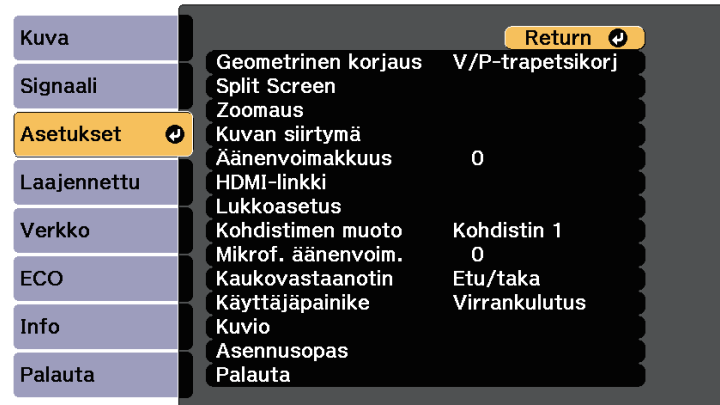 Kuva
Signaali
Asetukset
Laajennettu
Verkko
ECO
Info
Palauta
Return
Geometrinen korjaus V/P-trapetsikorj
Split Screen
Zoomaus
Kuvan siirtymä
Äänenvoimakkuus 0
HDMI-linkki
Lukkoasetus
Kohdistimen muoto Kohdistin 1
Mikrof. äänenvoim. 0
Kaukovastaanotin Etu/taka
Käyttäjäpainike Virrankulutus
Kuvio
Asennusopas
Palauta